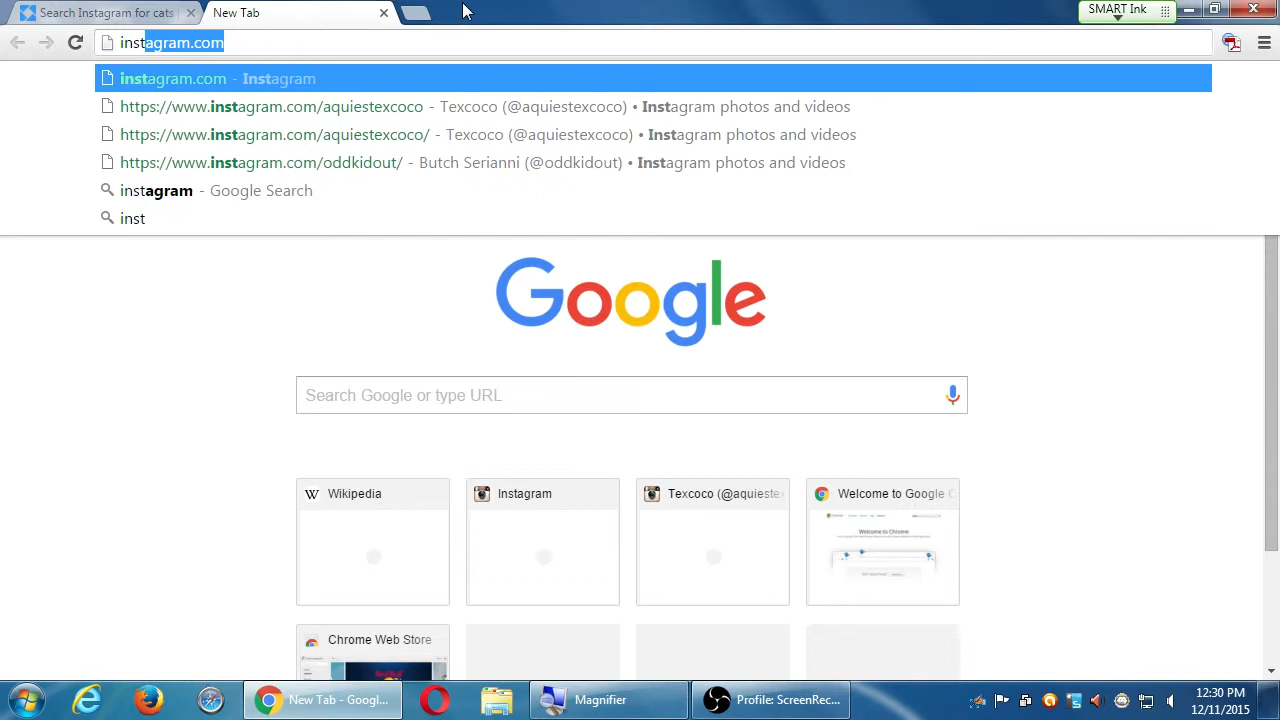 Search Instagram for cats
New Tab
SMART Ink
instagram.com
instagram.com - Instagram
https://www.instagram.com/aquiestexcoco - Texcoco (@aquiestexcoco) • Instagram photos and videos
https://www.instagram.com/aquiestexcoco/ - Texcoco (@aquiestexcoco) • Instagram photos and videos
https://www.instagram.com/oddkidout/ - Butch Serianni (@oddkidout) • Instagram photos and videos
instagram - Google Search
inst
Google
Search Google or type URL
Wikipedia
Instagram
Texcoco (@aquiestex
Welcome to Google C
Welcome to Chrome
Chrome Web Store
New Tab - Googl...
Magnifier
Profile: ScreenRec...
12:30 PM
12/11/2015